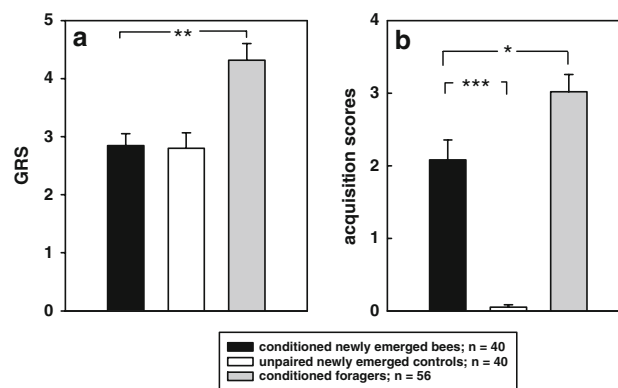 a
**
GRS
5
4
3
2
1
0
b
*
***
acquisition scores
4
3
2
1
0
conditioned newly emerged bees; n = 40
unpaired newly emerged controls; n = 40
conditioned foragers; n = 56